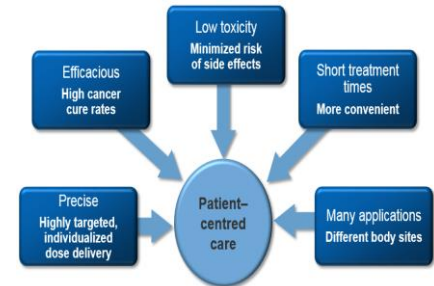 Low toxicity
Minimized risk
of side effects
Efficacious
High cancer
cure rates
Short treatment
times
More convenient
Precise
Highly targeted,
individualized
dose delivery
Patient–
centred
care
Many applications
Different body sites